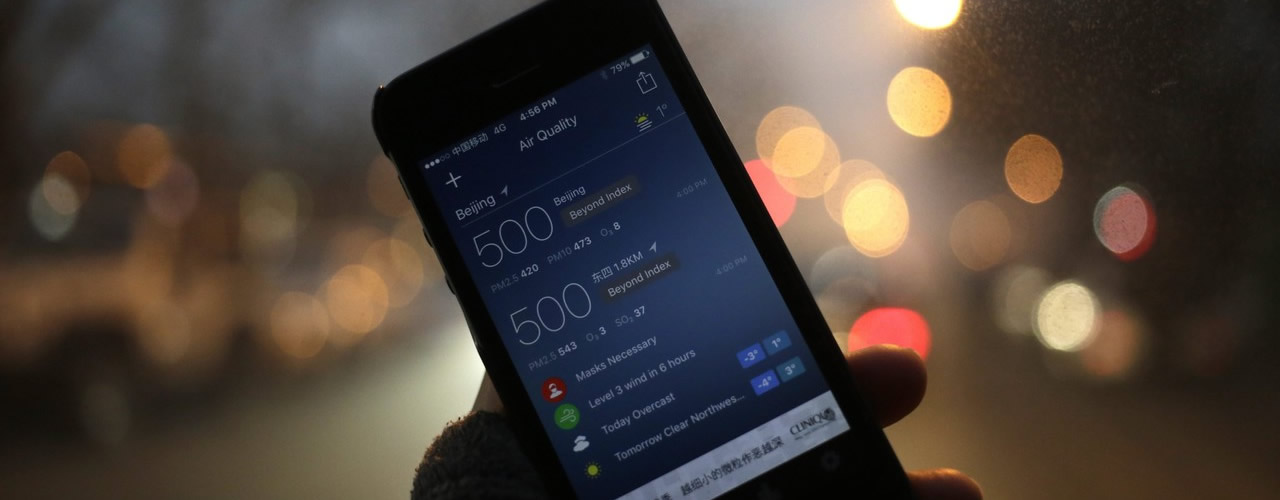 中国移动 4G 4:56 PM 79%
Air Quality
1°
Beijing
500 Beijing
Beyond Index 4:00 PM
PM2.5 420 PM10 473 O₃ 8
500 东四 1.8KM
Beyond Index 4:00 PM
PM2.5 543 O₃ 3 SO₂ 37
Masks Necessary
Level 3 wind in 6 hours
Today Overcast -3° 1°
Tomorrow Clear Northwes... -4° 3°
越细小的微粒作恶越深 CLINIQUE